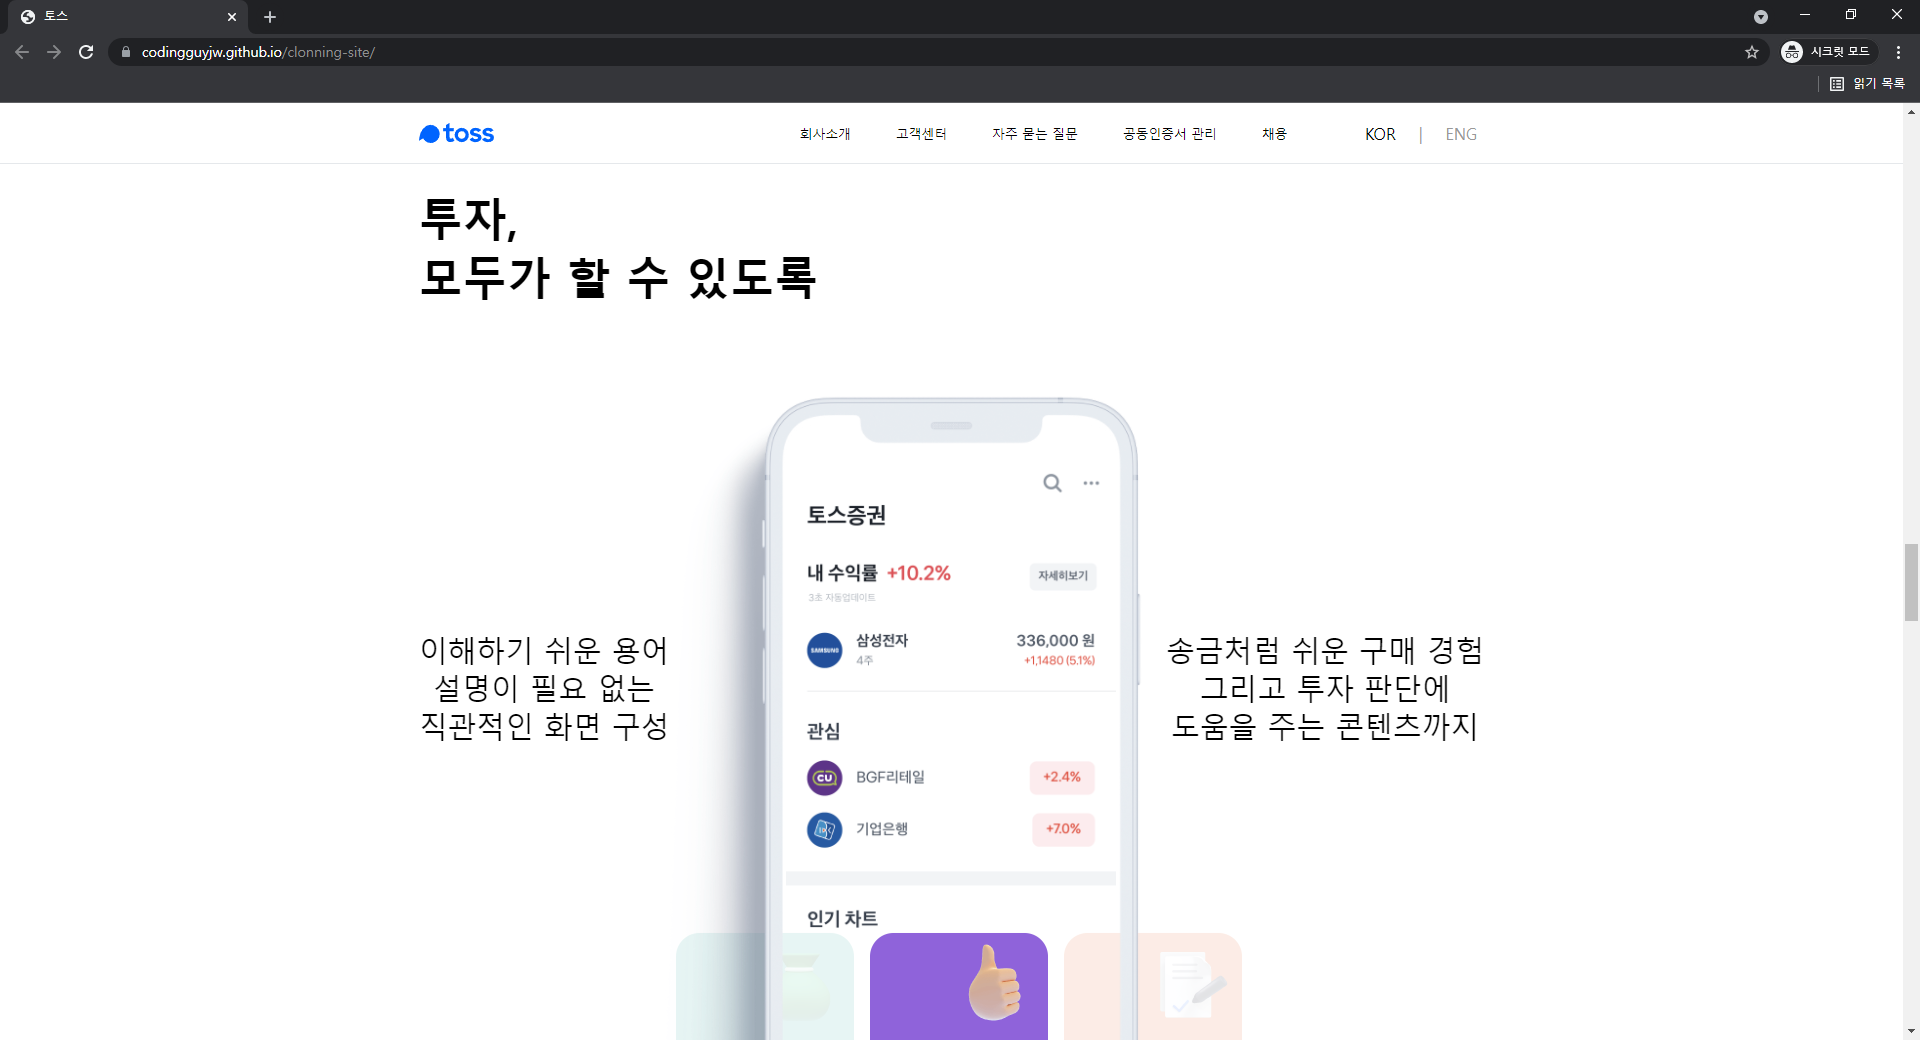 토스
codingguyjw.github.io/clonning-site/
시크릿 모드
읽기 목록
toss
회사소개
고객센터
자주 묻는 질문
공동인증서 관리
채용
KOR | ENG
투자,
모두가 할 수 있도록
이해하기 쉬운 용어
설명이 필요 없는
직관적인 화면 구성
토스증권
내 수익률 +10.2%
자세히보기
3초 자동업데이트
SAMSUNG
삼성전자
336,000 원
4주
+1,1480 (5.1%)
관심
CU
BGF리테일
+2.4%
기업은행
+7.0%
인기 차트
송금처럼 쉬운 구매 경험
그리고 투자 판단에
도움을 주는 콘텐츠까지